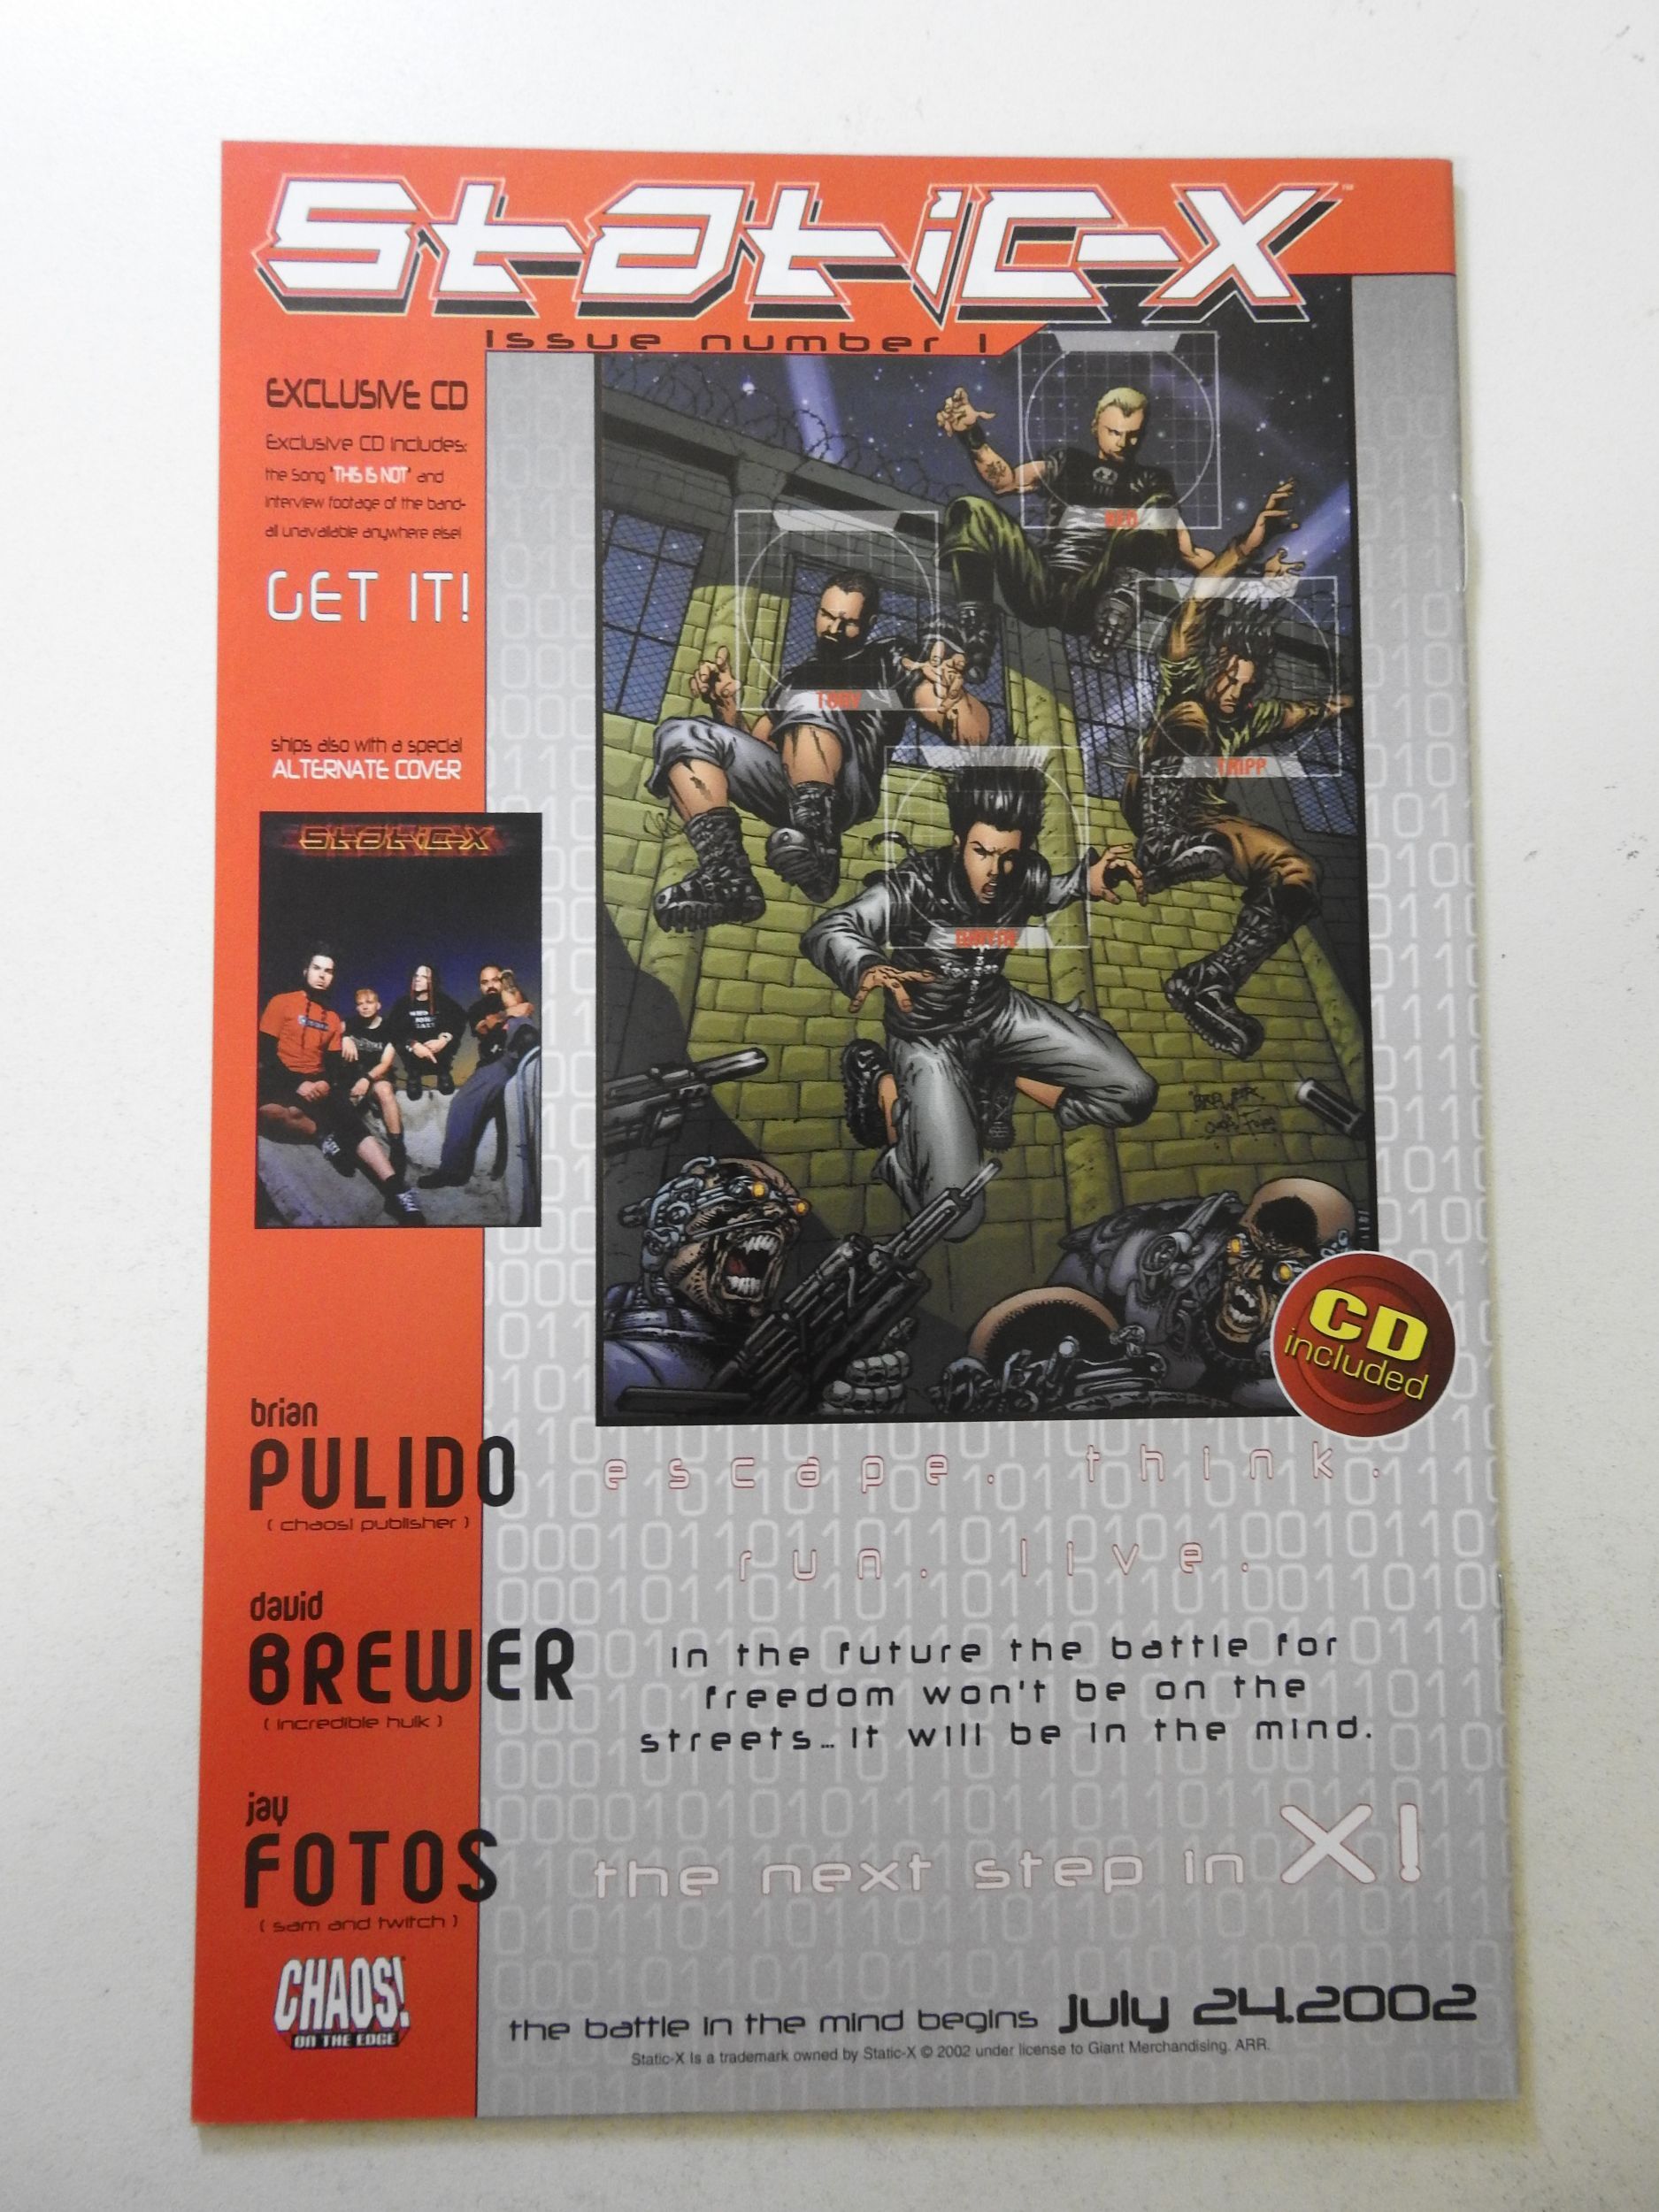 Static-X™
issue number 1
EXCLUSIVE CD
Exclusive CD includes:
the song 'THIS IS NOT' and
interview footage of the band-
all unavailable anywhere else!
GET IT!
ships also with a special
ALTERNATE COVER
Static-X
NED
TONY
TRIPP
WAYNE
BREWER
CD
included
brian
PULIDO
( chaos! publisher )
david
BREWER
( incredible hulk )
jay
FOTOS
( sam and twitch )
CHAOS!
ON THE EDGE
escape. think.
run. live.
In the future the battle for
freedom won't be on the
streets... It will be in the mind.
the next step in X!
the battle in the mind begins July 24.2002
Static-X is a trademark owned by Static-X © 2002 under license to Giant Merchandising. ARR.